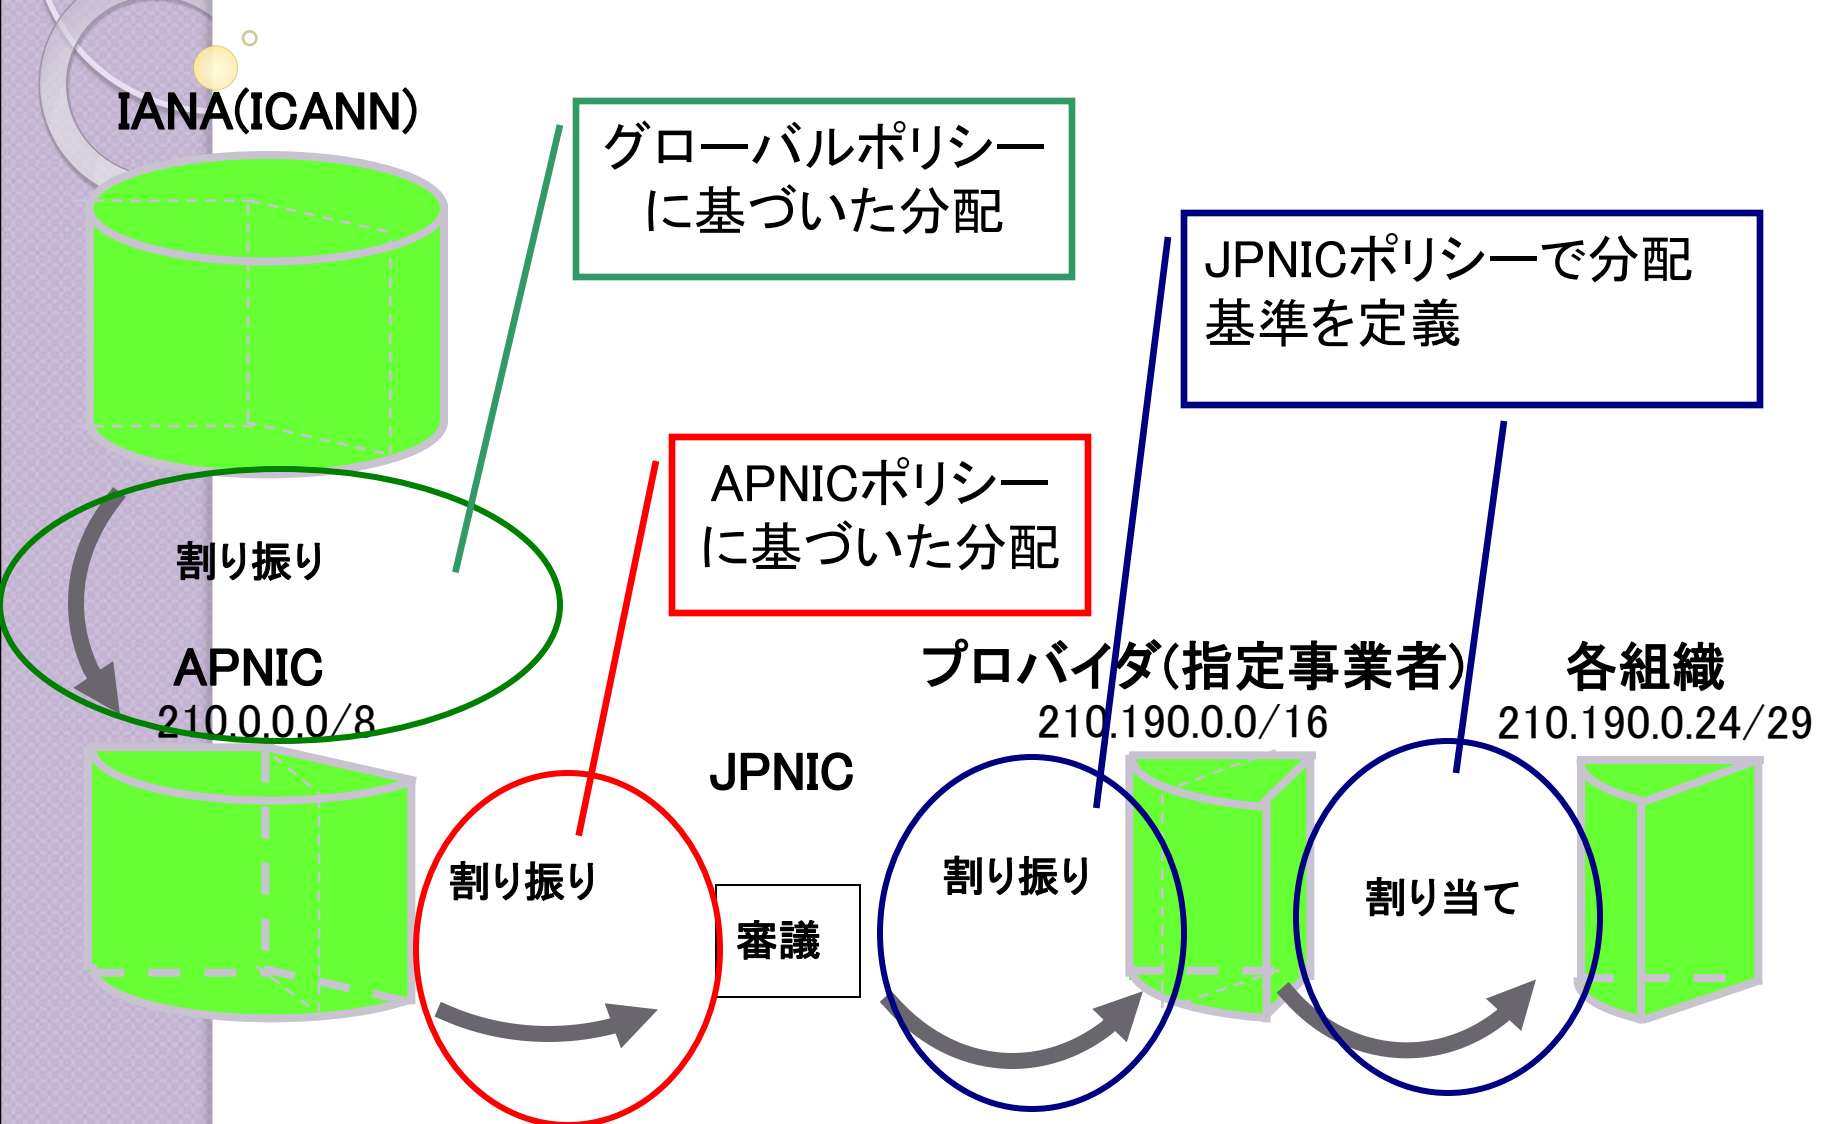 IANA(ICANN)
グローバルポリシー
に基づいた分配
JPNICポリシーで分配
基準を定義
APNICポリシー
に基づいた分配
割り振り
APNIC
210.0.0.0/8
プロバイダ(指定事業者)
210.190.0.0/16
各組織
210.190.0.24/29
JPNIC
割り振り
審議
割り振り
割り当て